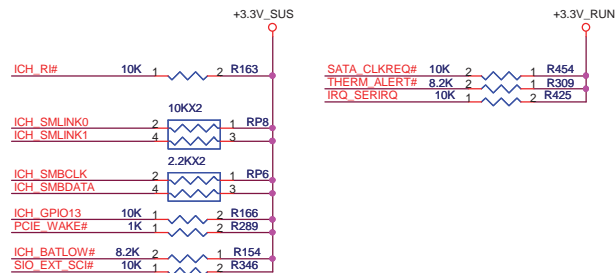 +3.3V_SUS
+3.3V_RUN
ICH_RI# 10K 1 2 R163
SATA_CLKREQ# 10K 2 1 R454
THERM_ALERT# 8.2K 2 1 R309
IRQ_SERIRQ 10K 1 2 R425
10KX2
ICH_SMLINK0 2 1 RP8
ICH_SMLINK1 4 3
2.2KX2
ICH_SMBCLK 2 1 RP6
ICH_SMBDATA 4 3
ICH_GPIO13 10K 1 2 R166
PCIE_WAKE# 1K 1 2 R289
ICH_BATLOW# 8.2K 2 1 R154
SIO_EXT_SCI# 10K 1 2 R346